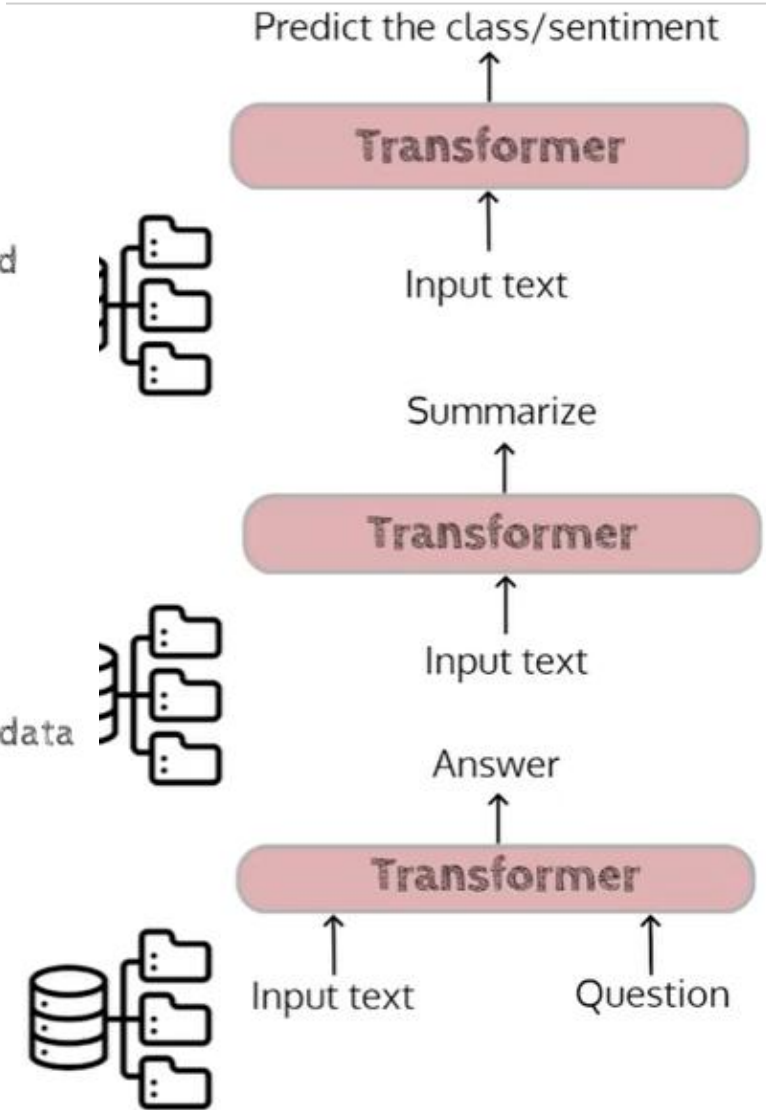 Predict the class/sentiment
Transformer
Input text
Summarize
Transformer
Input text
data
Answer
Transformer
Input text
Question